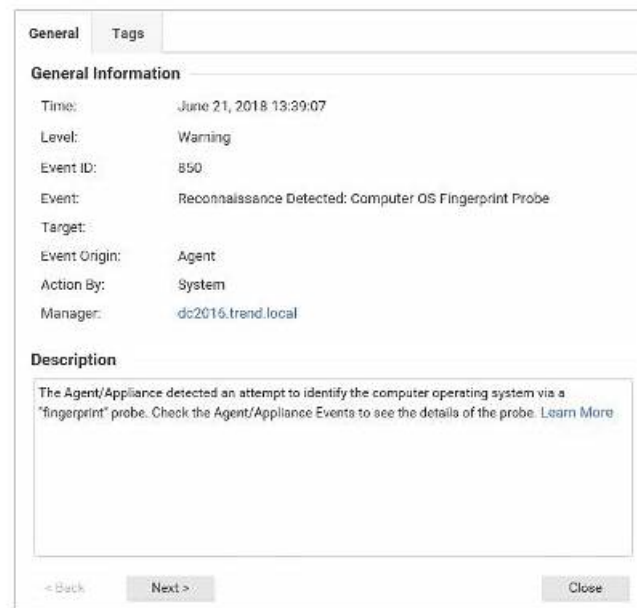 General Tags
General Information
Time: June 21, 2018 13:39:07
Level: Warning
Event ID: 850
Event: Reconnaissance Detected: Computer OS Fingerprint Probe
Target:
Event Origin: Agent
Action By: System
Manager: dc2016.trend.local
Description
The Agent/Appliance detected an attempt to identify the computer operating system via a
"fingerprint" probe. Check the Agent/Appliance Events to see the details of the probe. Learn More
< Back Next > Close